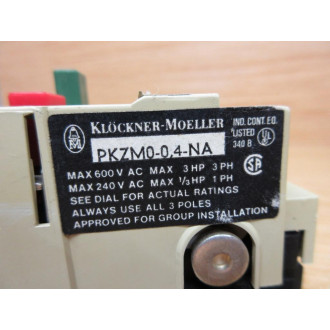 KLÖCKNER-MOELLER
PKZM0-0,4-NA
IND. CONT. EQ.
LISTED
340 B
UL
MAX 600 V AC MAX 3 HP 3 PH
MAX 240 V AC MAX 1/3 HP 1 PH
SEE DIAL FOR ACTUAL RATINGS
ALWAYS USE ALL 3 POLES
APPROVED FOR GROUP INSTALLATION